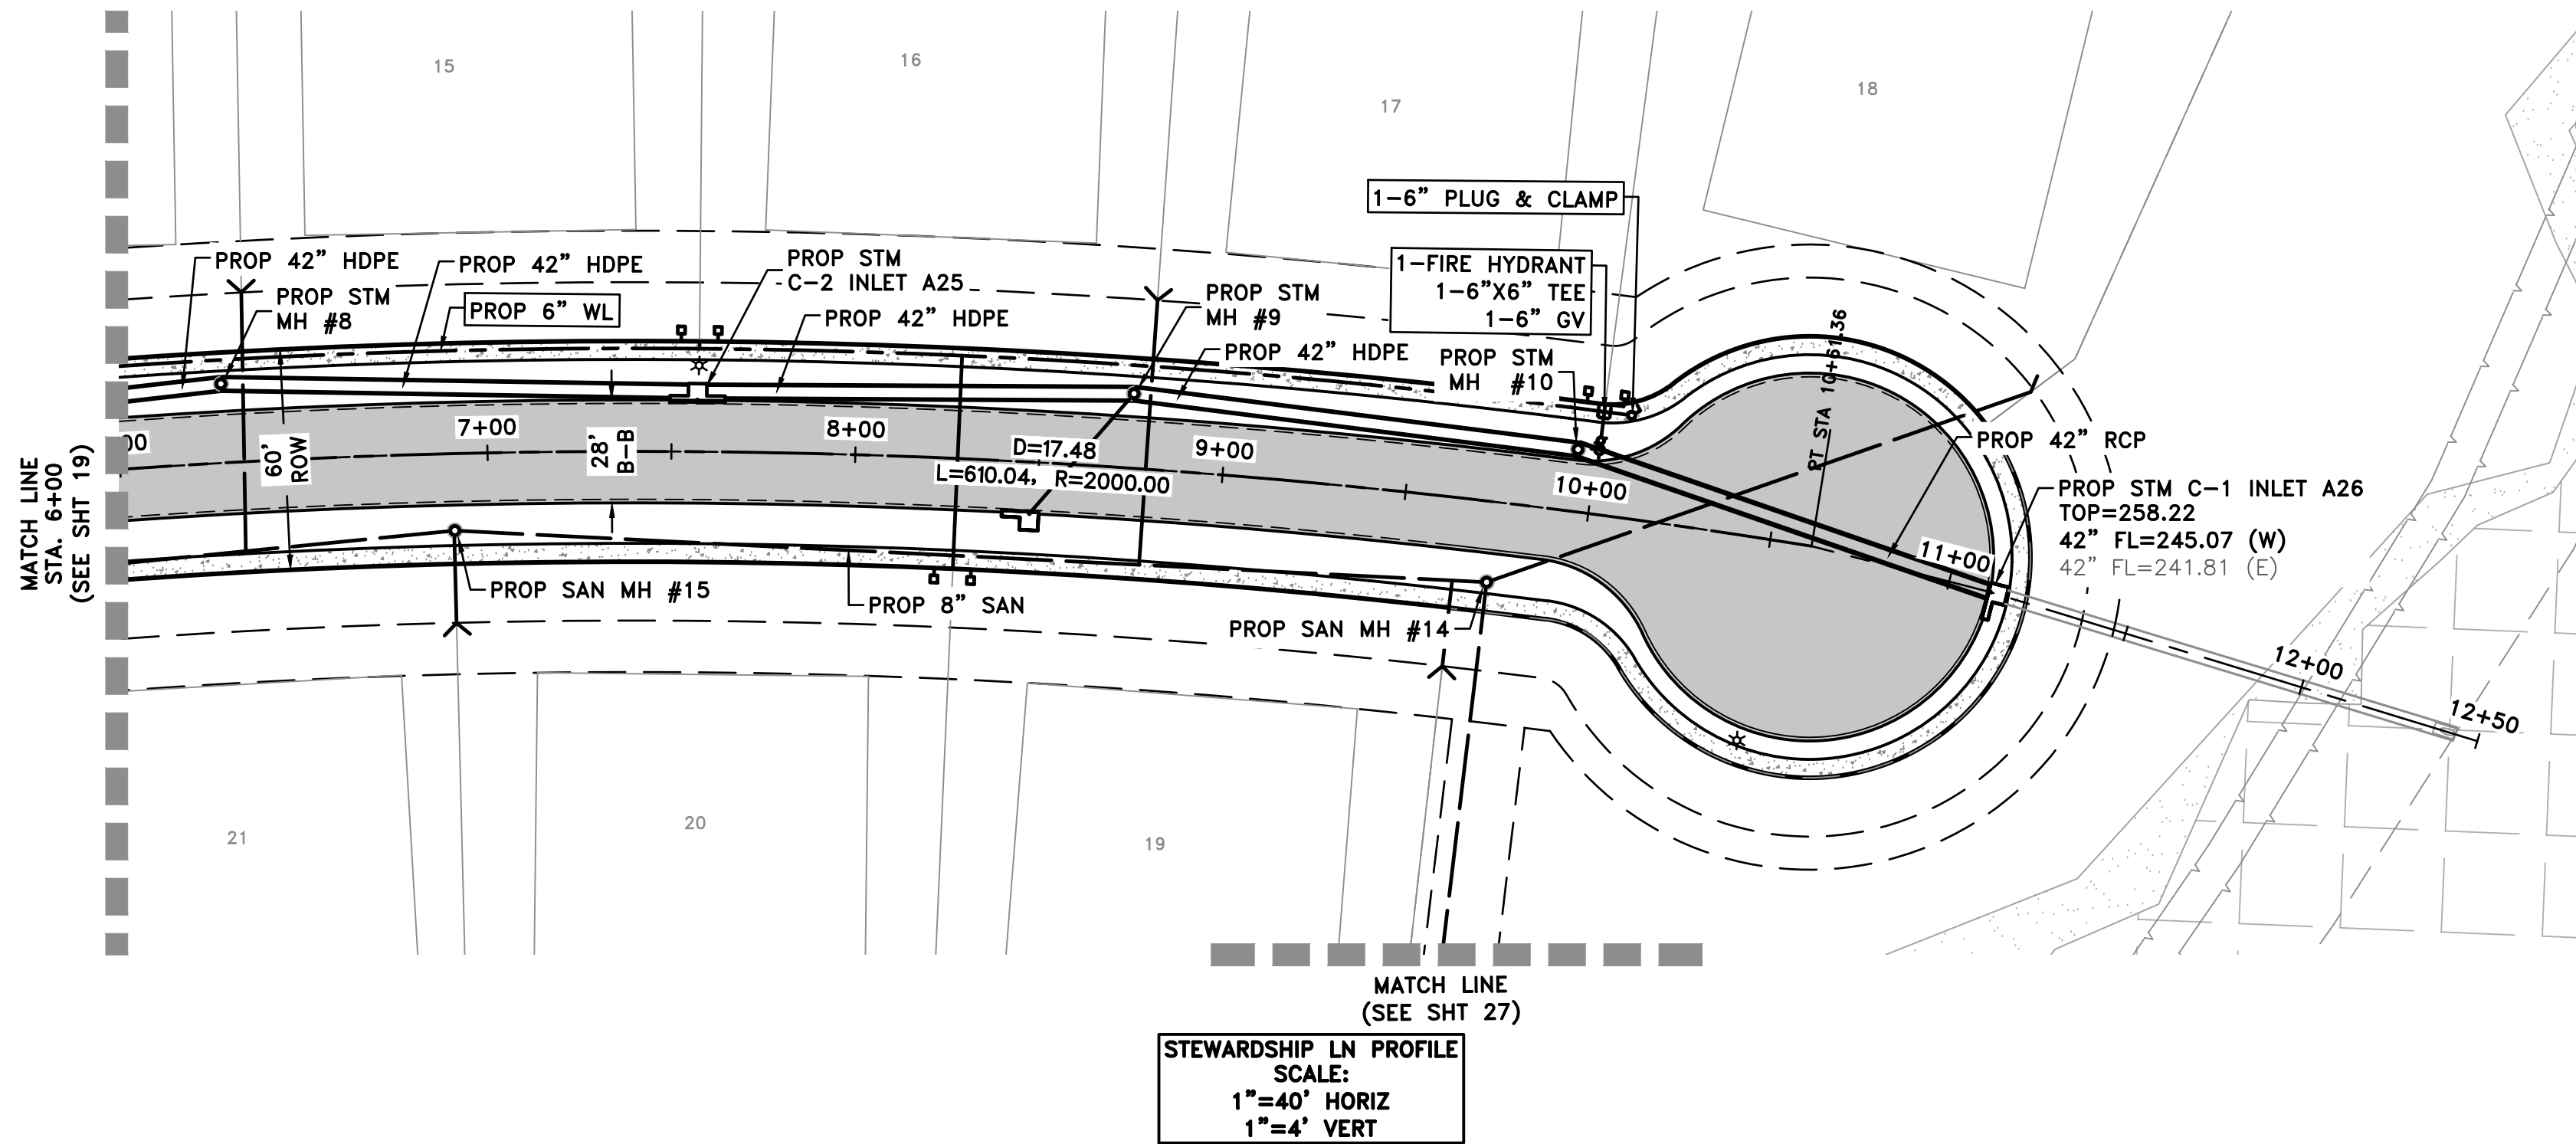 15
16
17
18
1-6” PLUG & CLAMP
PROP 42” HDPE
PROP 42” HDPE
PROP STM
C-2 INLET A25
1-FIRE HYDRANT
1-6”X6” TEE
1-6” GV
PROP STM
MH #8
PROP 6” WL
PROP 42” HDPE
PROP STM
MH #9
PROP 42” HDPE
PROP STM
MH #10
PT STA 10+61.36
00
7+00
8+00
9+00
10+00
11+00
12+00
12+50
60’
ROW
28’
B-B
D=17.48
L=610.04, R=2000.00
PROP 42” RCP
PROP STM C-1 INLET A26
TOP=258.22
42” FL=245.07 (W)
42” FL=241.81 (E)
MATCH LINE
STA. 6+00
(SEE SHT 19)
PROP SAN MH #15
PROP 8” SAN
PROP SAN MH #14
21
20
19
MATCH LINE
(SEE SHT 27)
STEWARDSHIP LN PROFILE
SCALE:
1”=40’ HORIZ
1”=4’ VERT